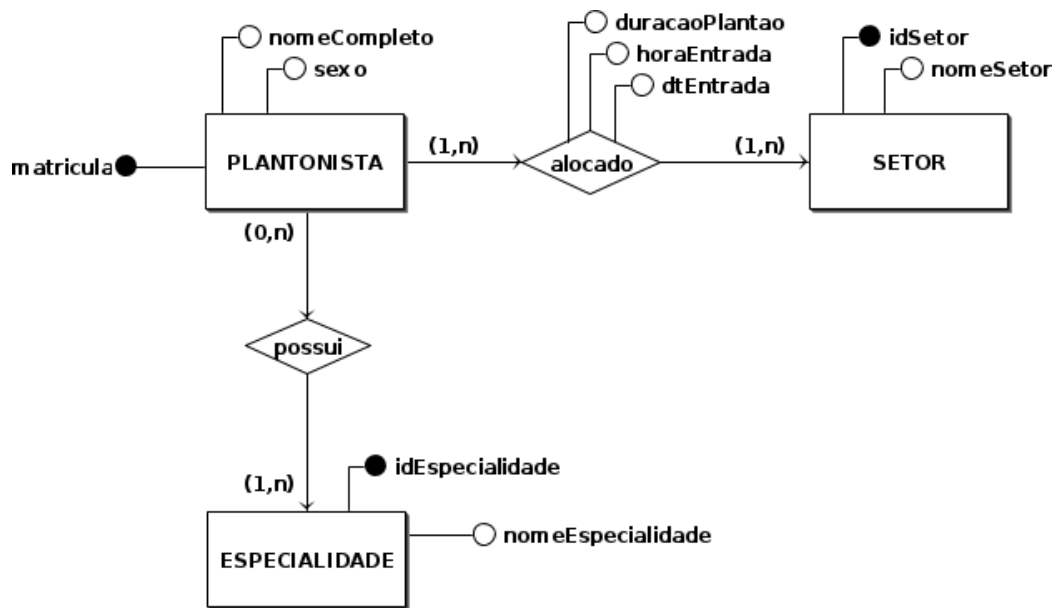 duracaoPlantao
nomeCompleto
horaEntrada
idSetor
sexo
dtEntrada
nomeSetor
(1,n)
(1,n)
matricula
PLANTONISTA
alocado
SETOR
(0,n)
possui
idEspecialidade
(1,n)
nomeEspecialidade
ESPECIALIDADE